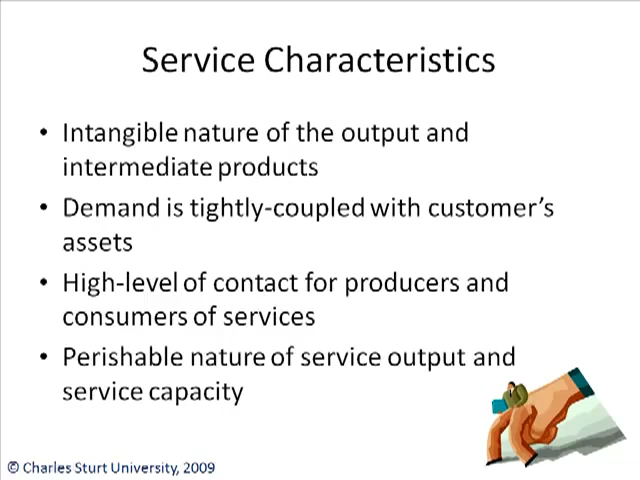 Service Characteristics
• Intangible nature of the output and
intermediate products
• Demand is tightly-coupled with customer's
assets
• High-level of contact for producers and
consumers of services
• Perishable nature of service output and
service capacity
© Charles Sturt University, 2009